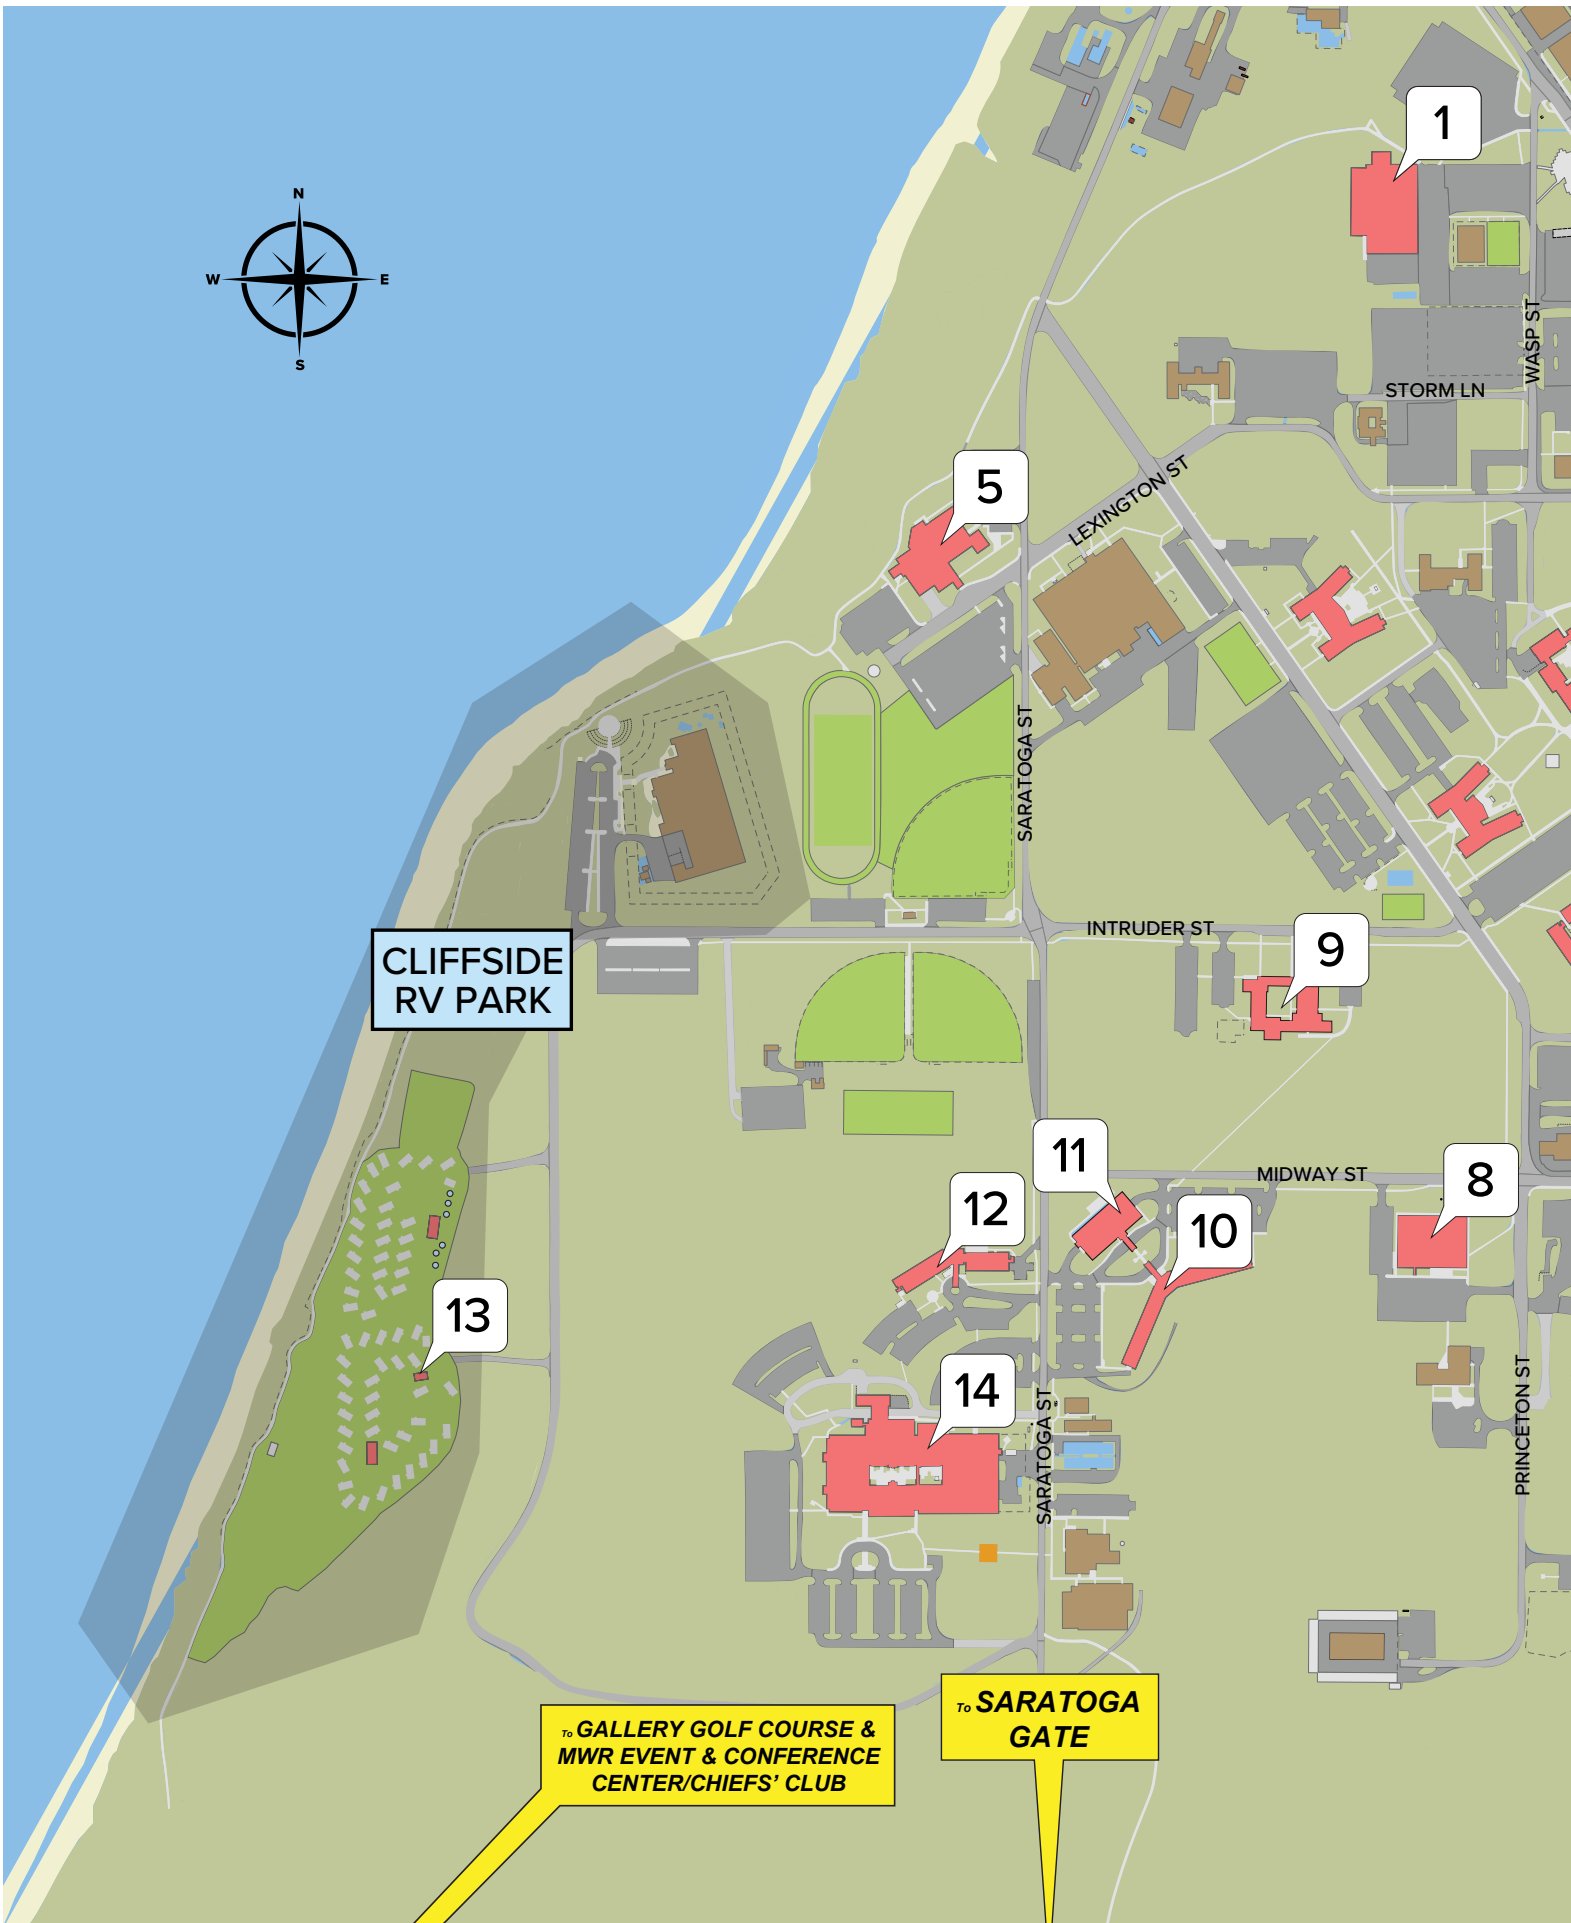 1
N
W
E
S
WASP ST
STORM LN
5
LEXINGTON ST
SARATOGA ST
INTRUDER ST
CLIFFSIDE
RV PARK
9
11
MIDWAY ST
8
12
10
13
14
SARATOGA ST
PRINCETON ST
To SARATOGA
GATE
To GALLERY GOLF COURSE &
MWR EVENT & CONFERENCE
CENTER/CHIEFS’ CLUB